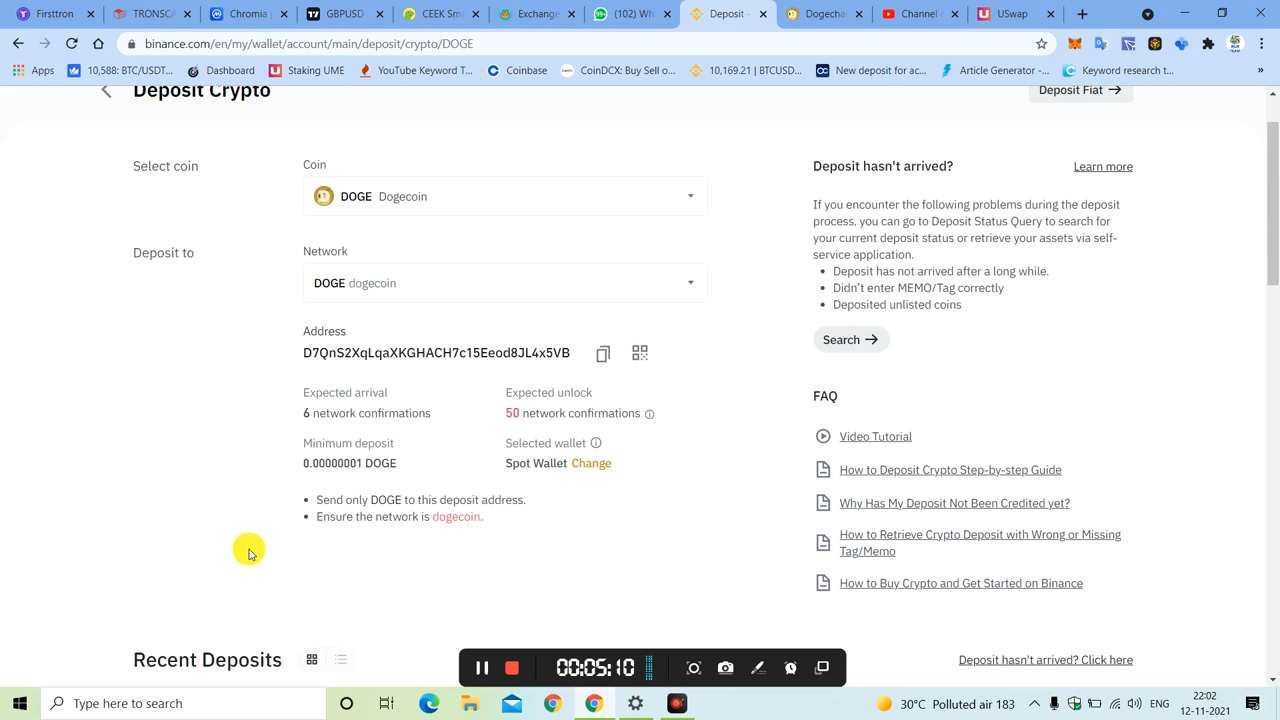 Firstonl
Contract
$FGBUSD
Coinbase
(102) Wh
Deposit -
Dogecha
Stakin
Universa
binance.com/en/my/wallet/account/main/deposit/crypto/DOGE
Apps
10,588: BTC/USDT...
Dashboard
Staking UME
YouTube Keyword T...
Coinbase
CoinDCX: Buy Sell o...
10,169.21 | BTCUSD...
New deposit for ac...
Article Generator -...
Keyword research t...
»
Deposit Crypto
Deposit Fiat →
Select coin
Coin
DOGE Dogecoin
Deposit to
Network
DOGE dogecoin
Address
D7QnS2XqLqaXKGHACH7c15Eeod8JL4x5VB
Expected arrival
Expected unlock
6 network confirmations
50 network confirmations
Minimum deposit
Selected wallet
0.00000001 DOGE
Spot Wallet Change
• Send only DOGE to this deposit address.
• Ensure the network is dogecoin.
Deposit hasn't arrived?
Learn more
If you encounter the following problems during the deposit
process, you can go to Deposit Status Query to search for
your current deposit status or retrieve your assets via self-
service application.
• Deposit has not arrived after a long while.
• Didn't enter MEMO/Tag correctly
• Deposited unlisted coins
Search →
FAQ
Video Tutorial
How to Deposit Crypto Step-by-step Guide
Why Has My Deposit Not Been Credited yet?
How to Retrieve Crypto Deposit with Wrong or Missing
Tag/Memo
How to Buy Crypto and Get Started on Binance
Recent Deposits
Deposit hasn't arrived? Click here
00:05:10
Type here to search
30°C Polluted air 183
ENG
22:02
12-11-2021